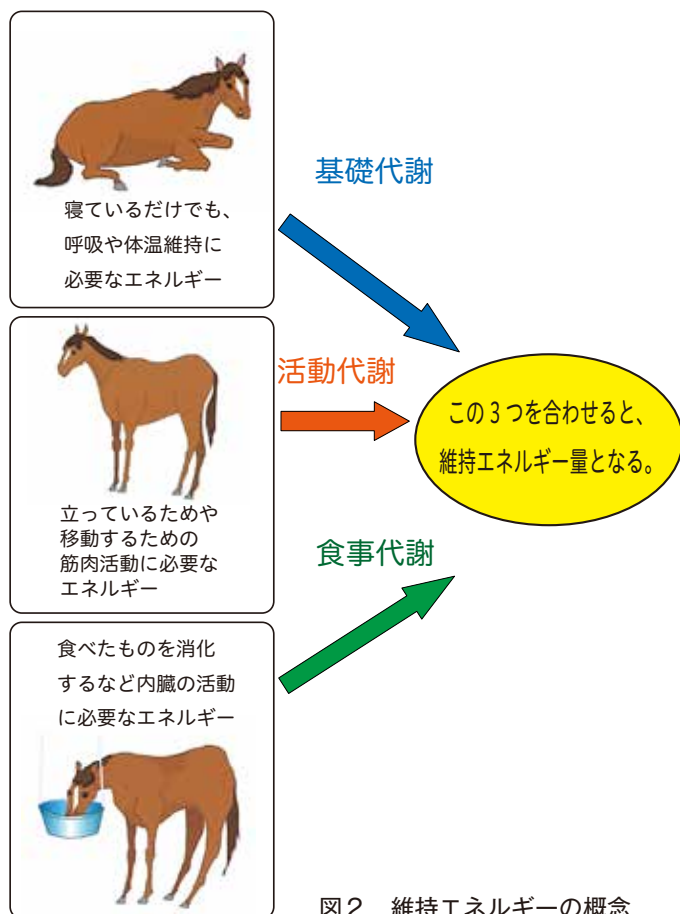 寝ているだけでも、
呼吸や体温維持に
必要なエネルギー
基礎代謝
立っているためや
移動するための
筋肉活動に必要な
エネルギー
活動代謝
この3つを合わせると、
維持エネルギー量となる。
食べたものを消化
するなど内臓の活動
に必要なエネルギー
食事代謝
図2 維持エネルギーの概念